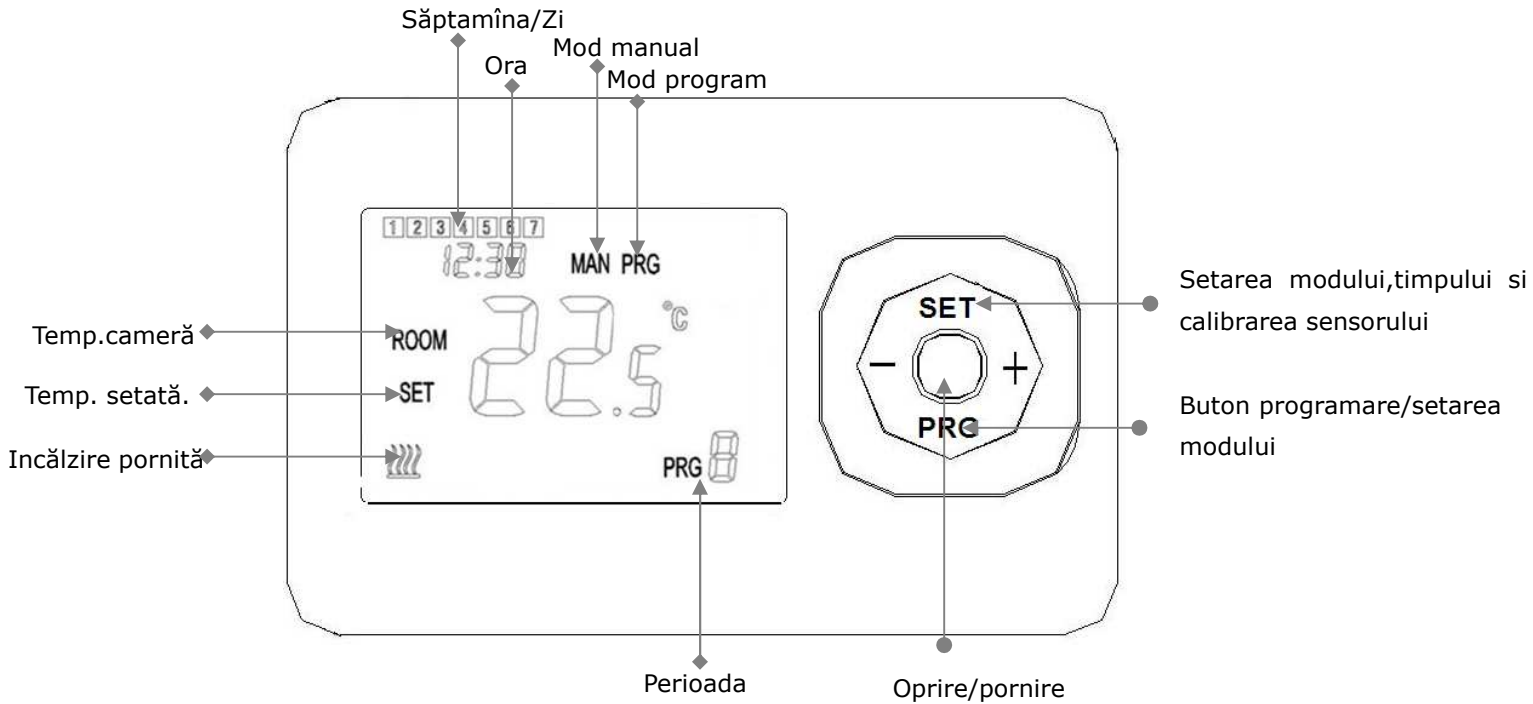 Săptamîna/Zi
Mod manual
Ora
Mod program
1 2 3 4 5 6 7
12:30
MAN PRG
ROOM
22.5 °C
SET
PRG 8
SET
- +
PRG
Temp.cameră
Temp. setată.
Incălzire pornită
Setarea modului,timpului si
calibrarea sensorului
Buton programare/setarea
modului
Perioada
Oprire/pornire